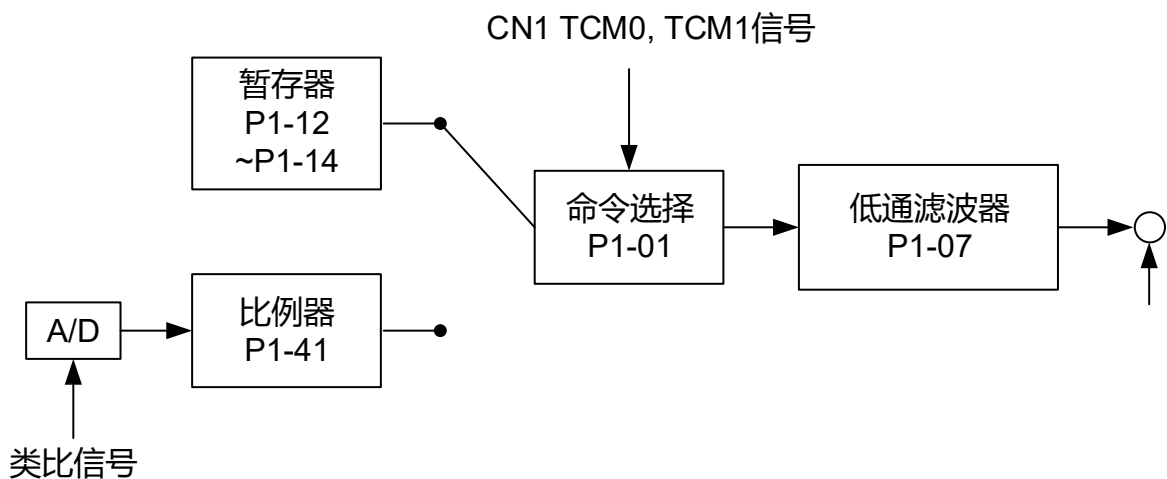 CN1 TCM0, TCM1信号
暂存器
P1-12
~P1-14
命令选择
P1-01
低通滤波器
P1-07
比例器
P1-41
A/D
类比信号